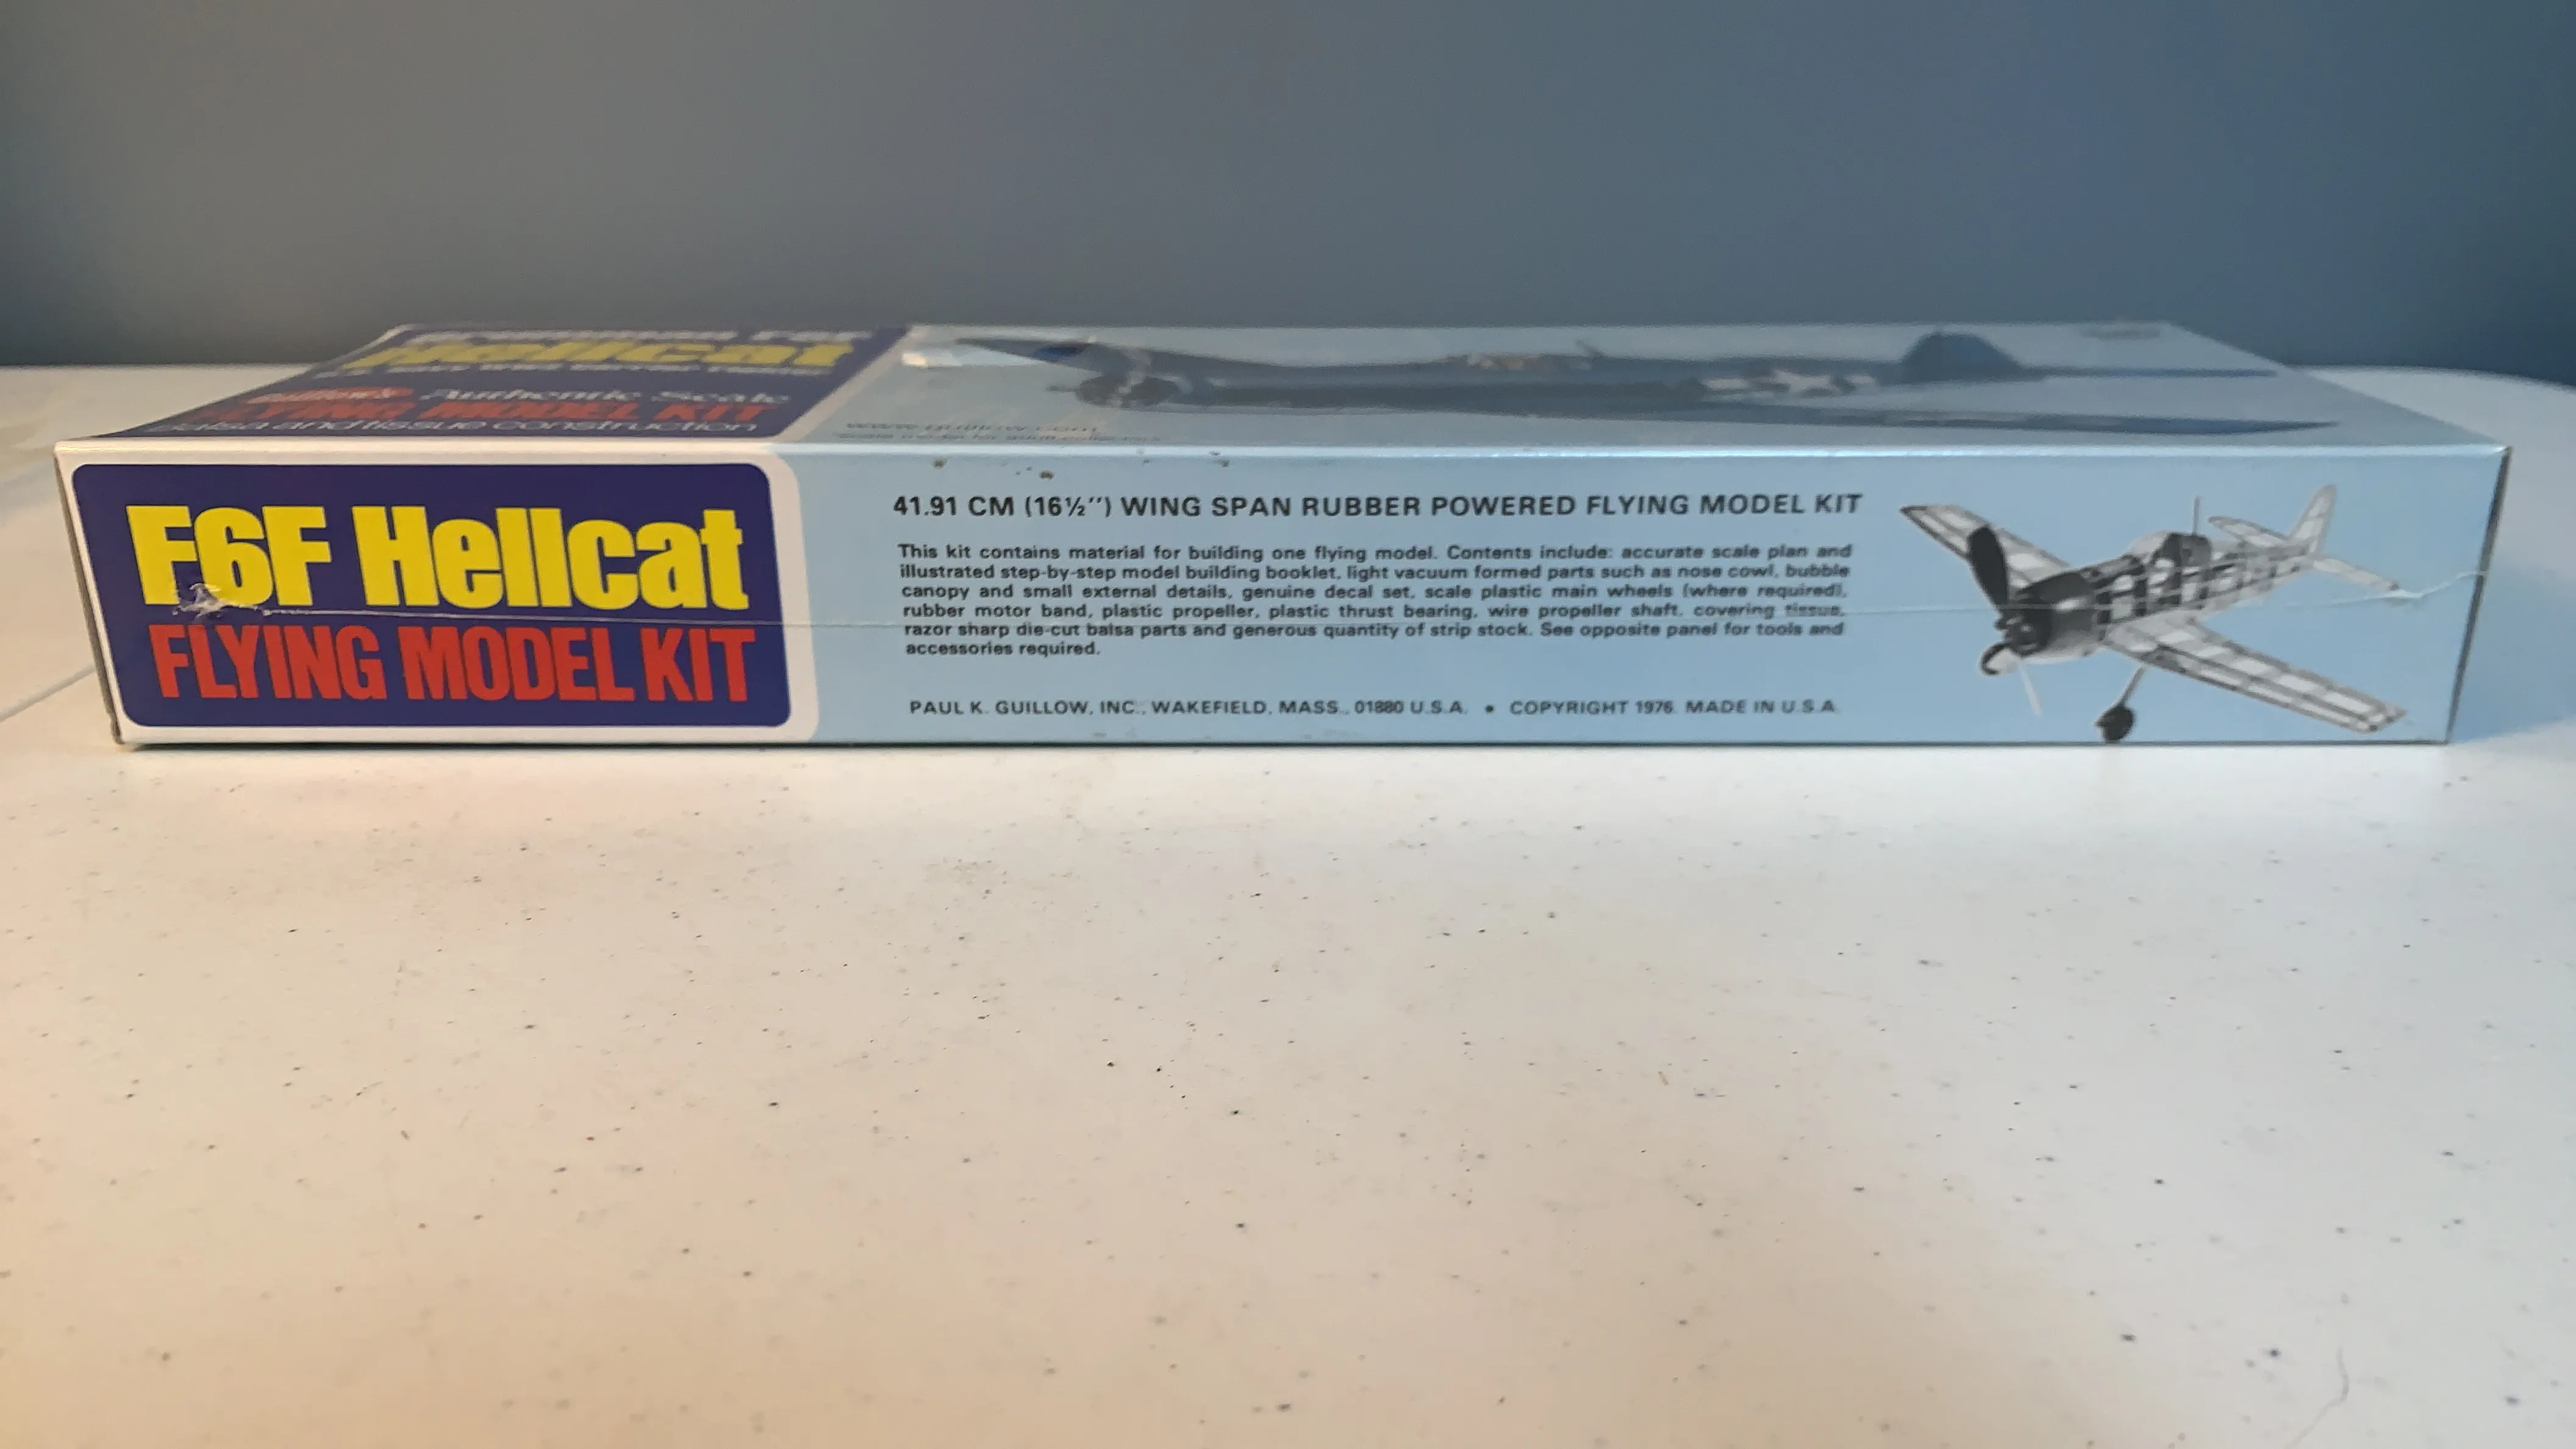 Hellcat
Guillow's Authentic Scale
FLYING MODEL KIT
balsa and tissue construction
www.guillow.com
F6F Hellcat
FLYING MODEL KIT
41.91 CM (16½″) WING SPAN RUBBER POWERED FLYING MODEL KIT
This kit contains material for building one flying model. Contents include: accurate scale plan and
illustrated step-by-step model building booklet, light vacuum formed parts such as nose cowl, bubble
canopy and small external details, genuine decal set, scale plastic main wheels (where required),
rubber motor band, plastic propeller, plastic thrust bearing, wire propeller shaft, covering tissue,
razor sharp die-cut balsa parts and generous quantity of strip stock. See opposite panel for tools and
accessories required.
PAUL K. GUILLOW, INC., WAKEFIELD, MASS., 01880 U.S.A. • COPYRIGHT 1976 MADE IN U.S.A.